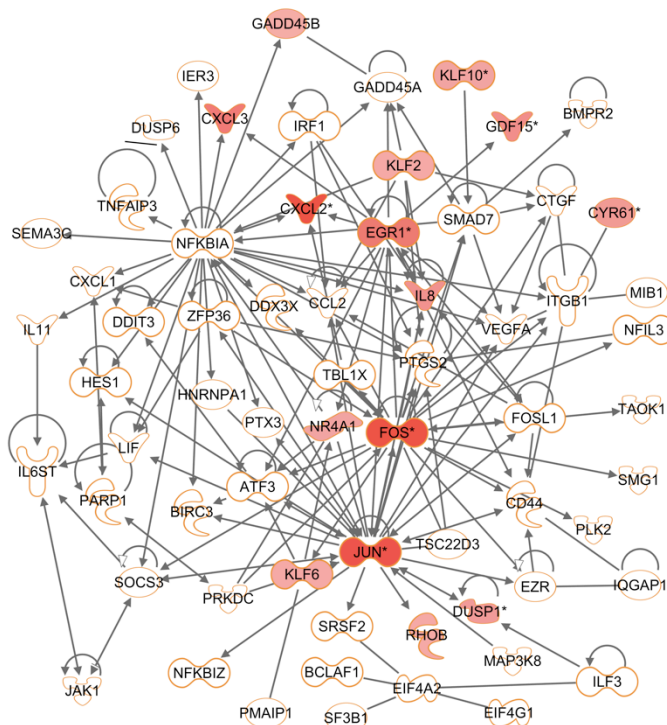 GADD45B
IER3
GADD45A
KLF10*
CXCL3
IRF1
GDF15*
BMPR2
DUSP6
KLF2
TNFAIP3
CXCL2*
CTGF
CYR61*
EGR1*
SMAD7
SEMA3C
NFKBIA
CXCL1
DDX3X
CCL2
IL8
ITGB1
MIB1
IL11
DDIT3
ZFP36
VEGFA
NFIL3
PTGS2
HES1
TBL1X
HNRNPA1
FOSL1
TAOK1
PTX3
NR4A1
FOS*
LIF
IL6ST
SMG1
ATF3
PARP1
CD44
BIRC3
PLK2
TSC22D3
JUN*
SOCS3
KLF6
EZR
IQGAP1
PRKDC
DUSP1*
SRSF2
RHOB
MAP3K8
NFKBIZ
BCLAF1
ILF3
JAK1
EIF4A2
PMAIP1
SF3B1
EIF4G1